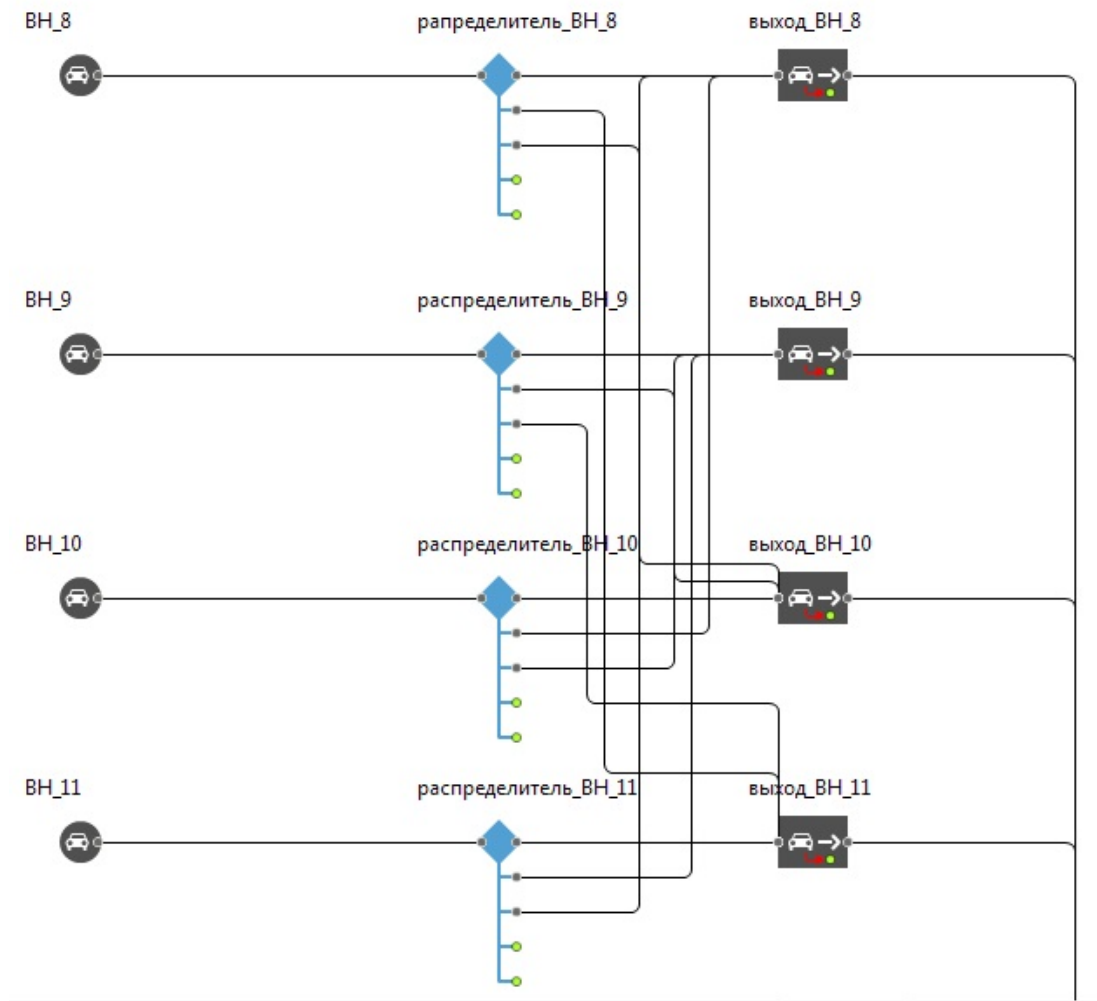 ВН_8
рапределитель_ВН_8
выход_ВН_8
ВН_9
распределитель_ВН_9
выход_ВН_9
ВН_10
распределитель_ВН_10
выход_ВН_10
ВН_11
распределитель_ВН_11
выход_ВН_11